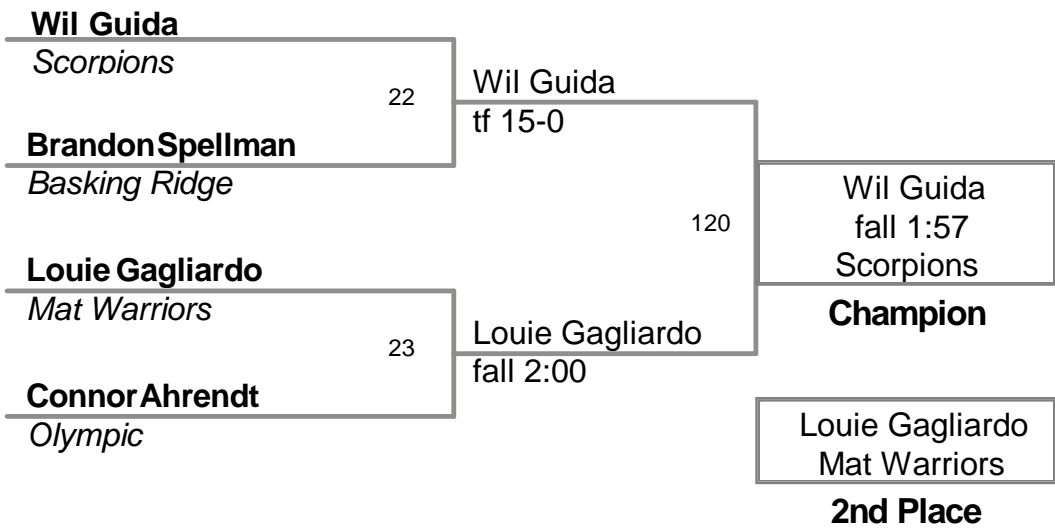 Wil Guida
Scorpions
22
Wil Guida
tf 15-0
Brandon Spellman
Basking Ridge
120
Wil Guida
fall 1:57
Scorpions
Champion
Louie Gagliardo
Mat Warriors
23
Louie Gagliardo
fall 2:00
Connor Ahrendt
Olympic
Louie Gagliardo
Mat Warriors
2nd Place